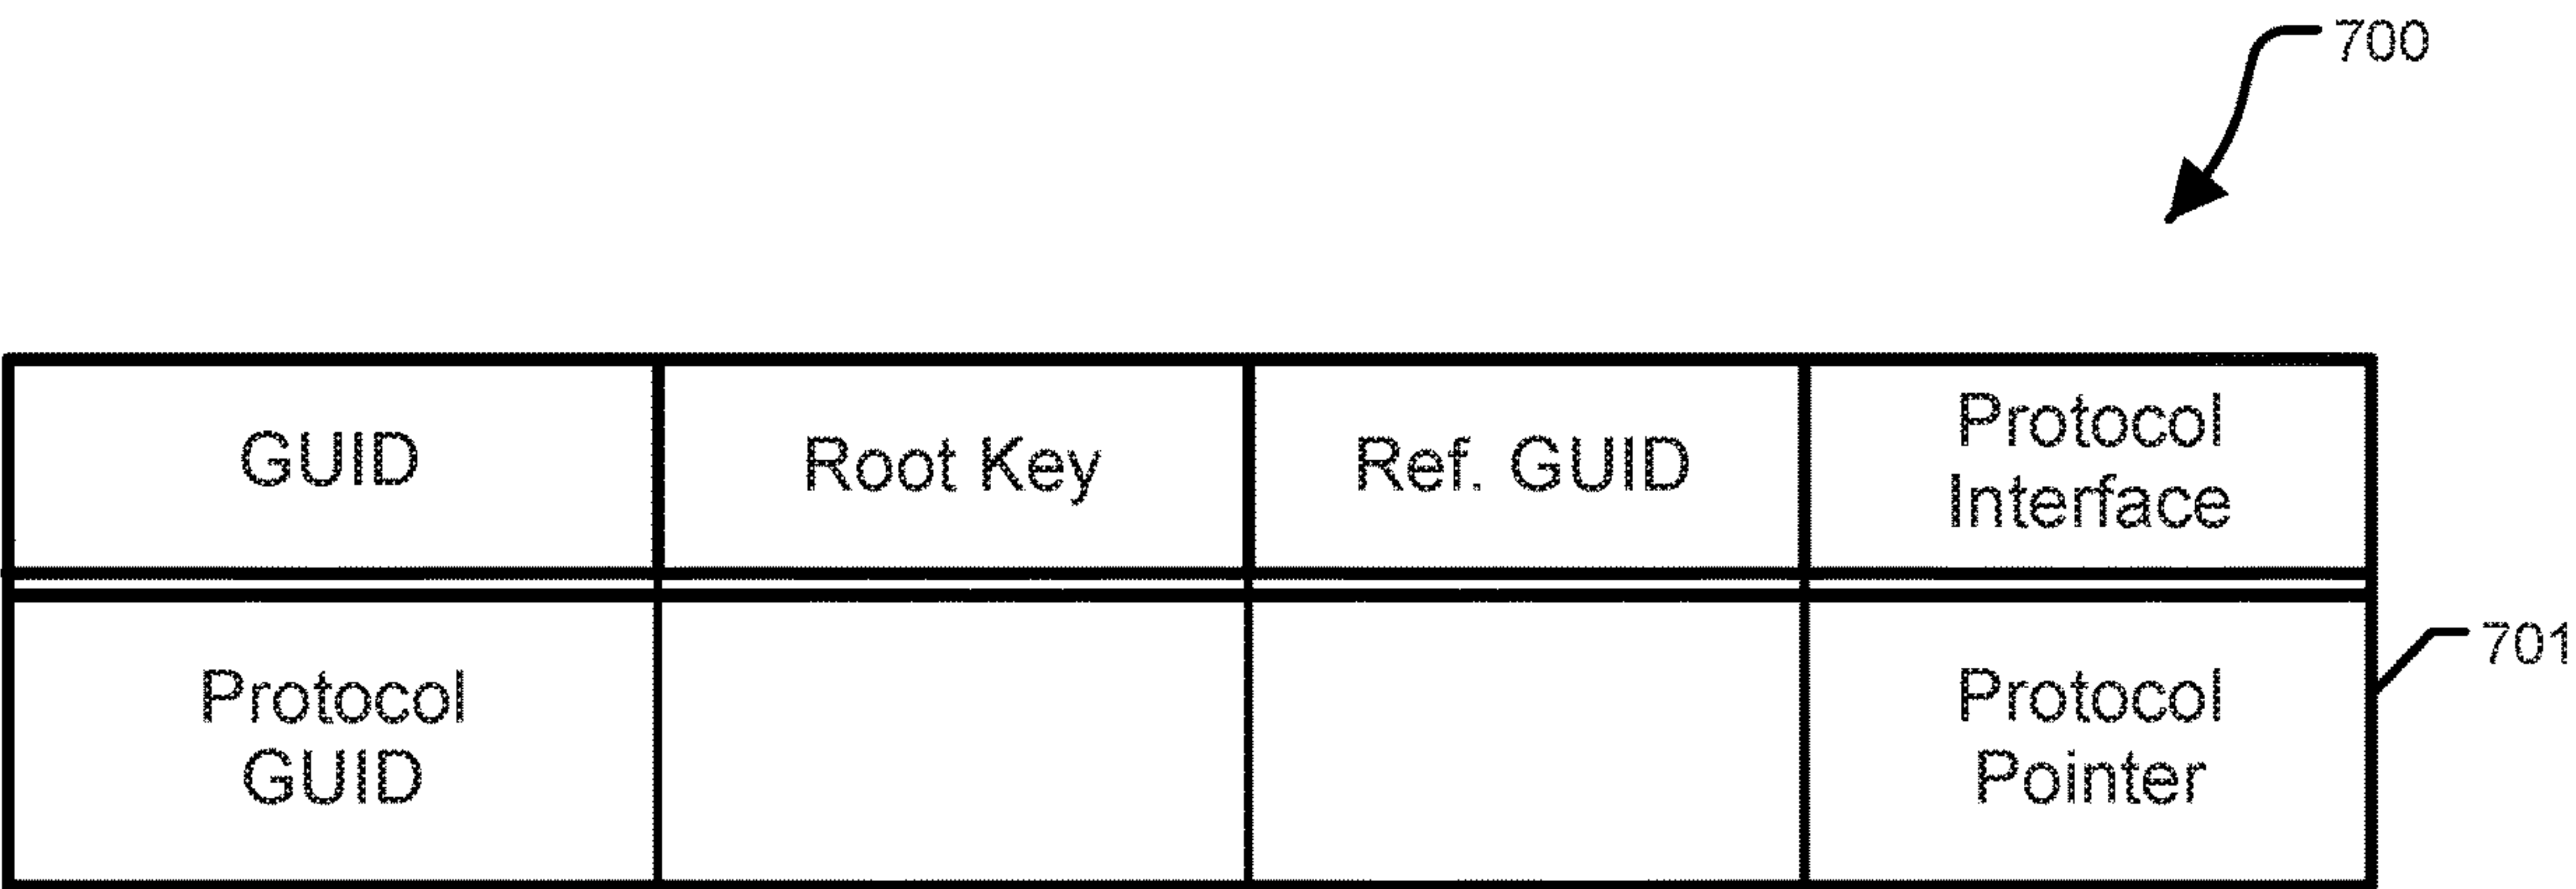 700
GUID
Root Key
Ref. GUID
Protocol
Interface
Protocol
GUID
Protocol
Pointer
701